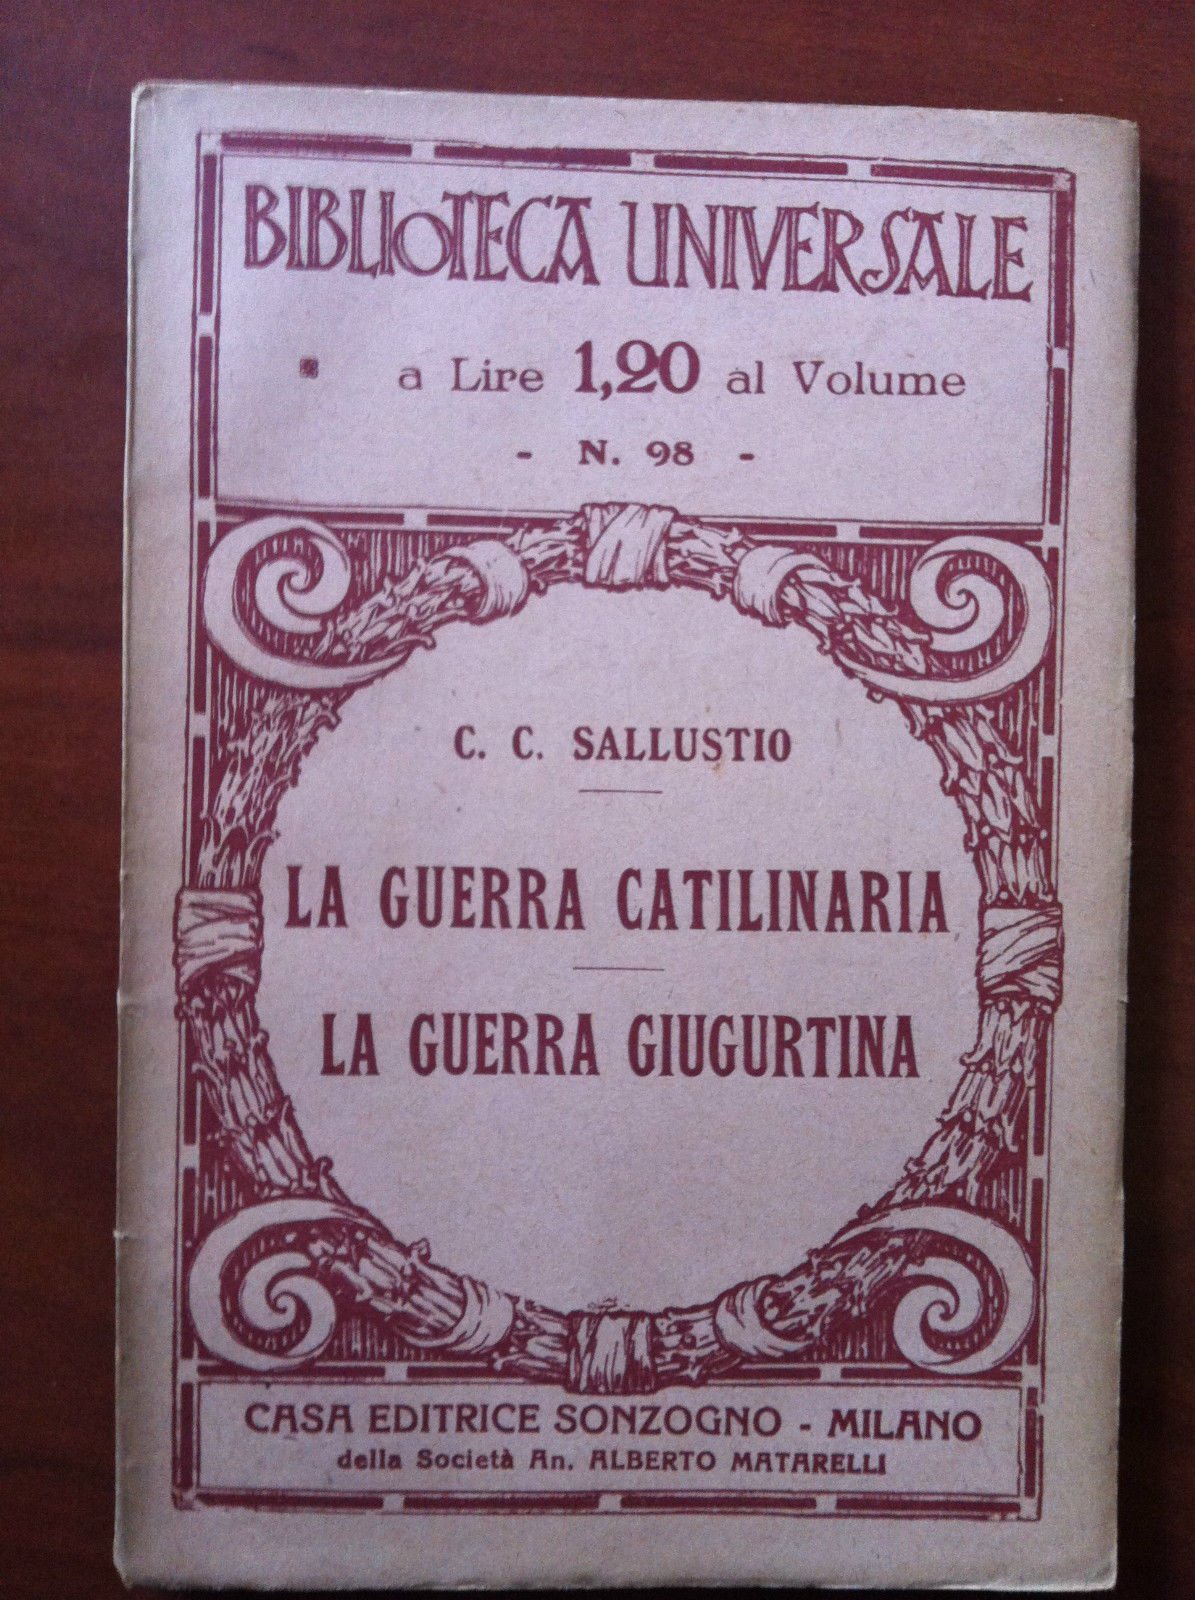 BIBLIOTECA UNIVERSALE
a Lire 1,20 al Volume
- N. 98 -
C. C. SALLUSTIO
LA GUERRA CATILINARIA
LA GUERRA GIUGURTINA
CASA EDITRICE SONZOGNO - MILANO
della Società An. ALBERTO MATARELLI